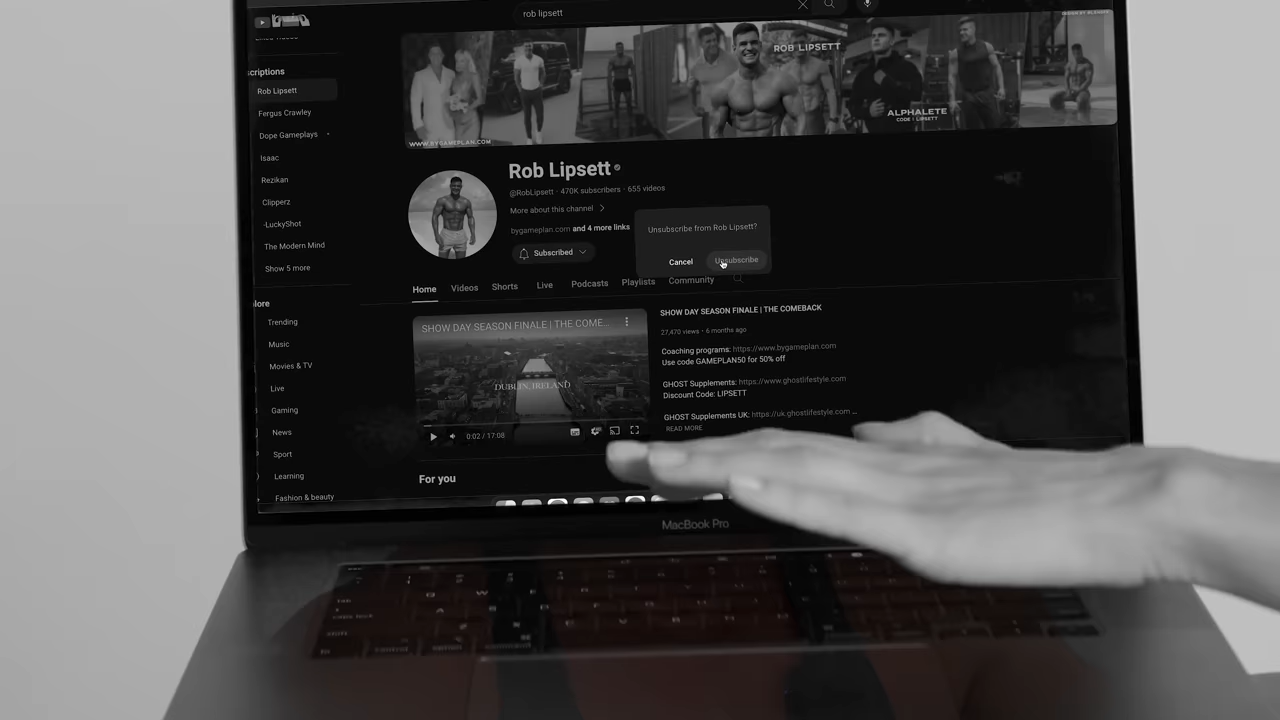 rob lipsett
DESIGN BY BLENDED
scriptions
Rob Lipsett
Fergus Crawley
Dope Gameplays
Isaac
Rezikan
Clipperz
-LuckyShot
The Modern Mind
Show 5 more
lore
Trending
Music
Movies & TV
Live
Gaming
News
Sport
Learning
Fashion & beauty
ROB LIPSETT
ALPHALETE
CODE: LIPSETT
WWW.BYGAMEPLAN.COM
Rob Lipsett
@RobLipsett · 470K subscribers · 655 videos
More about this channel
bygameplan.com and 4 more links
Subscribed
Unsubscribe from Rob Lipsett?
Cancel Unsubscribe
Home Videos Shorts Live Podcasts Playlists Community
SHOW DAY SEASON FINALE | THE COME...
DUBLIN, IRELAND
0:02 / 17:08
SHOW DAY SEASON FINALE | THE COMEBACK
27,470 views · 6 months ago
Coaching programs: https://www.bygameplan.com
Use code GAMEPLAN50 for 50% off
GHOST Supplements: https://www.ghostlifestyle.com
Discount Code: LIPSETT
GHOST Supplements UK: https://uk.ghostlifestyle.com ...
READ MORE
For you
MacBook Pro